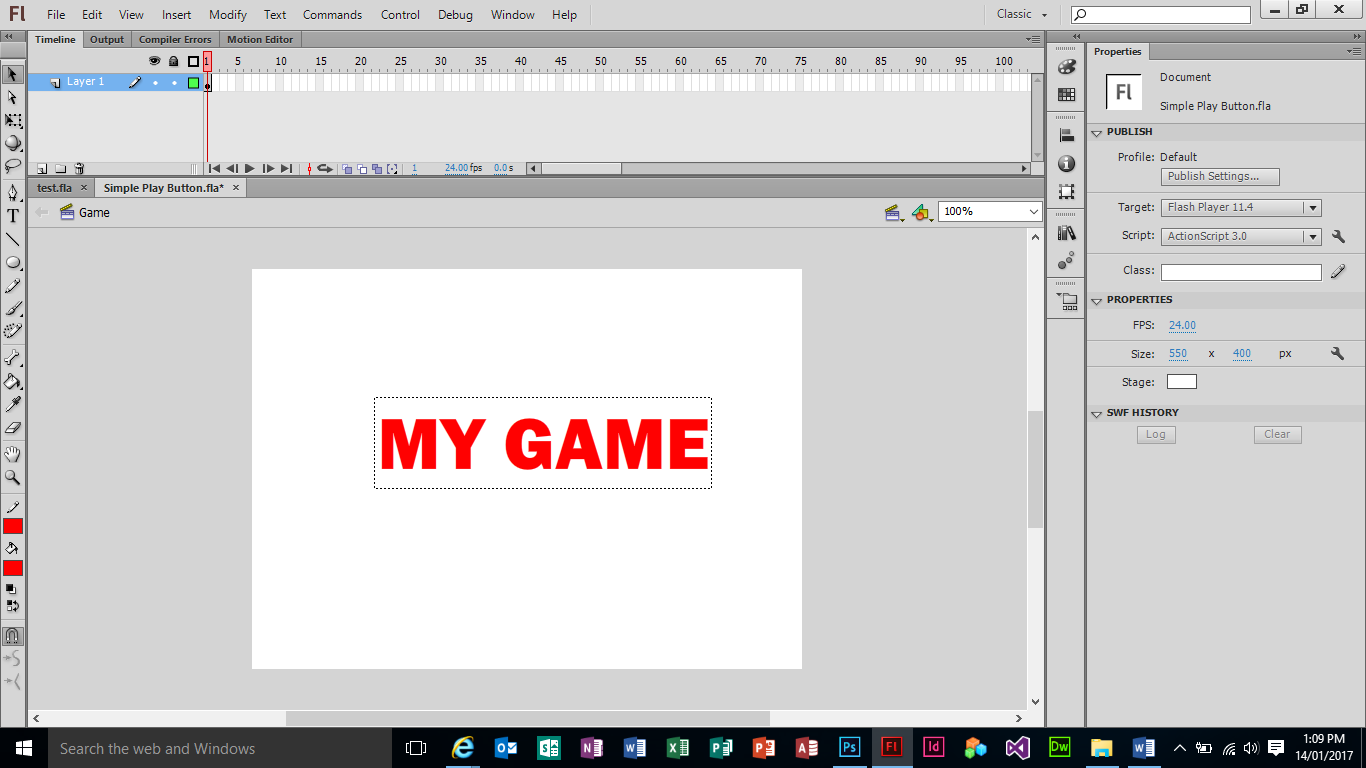 Fl File Edit View Insert Modify Text Commands Control Debug Window Help Classic
Timeline Output Compiler Errors Motion Editor
1 5 10 15 20 25 30 35 40 45 50 55 60 65 70 75 80 85 90 95 100
Layer 1
1 24.00 fps 0.0 s
test.fla × Simple Play Button.fla* ×
Game 100%
MY GAME
Properties
Fl
Document
Simple Play Button.fla
PUBLISH
Profile: Default
Publish Settings...
Target: Flash Player 11.4
Script: ActionScript 3.0
Class:
PROPERTIES
FPS: 24.00
Size: 550 x 400 px
Stage:
SWF HISTORY
Log Clear
Search the web and Windows
1:09 PM
14/01/2017